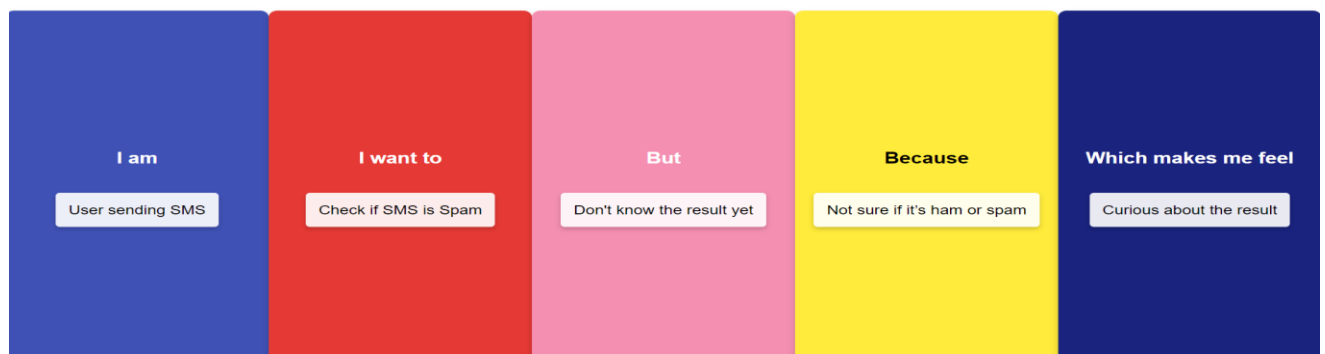 I am
User sending SMS
I want to
Check if SMS is Spam
But
Don't know the result yet
Because
Not sure if it’s ham or spam
Which makes me feel
Curious about the result